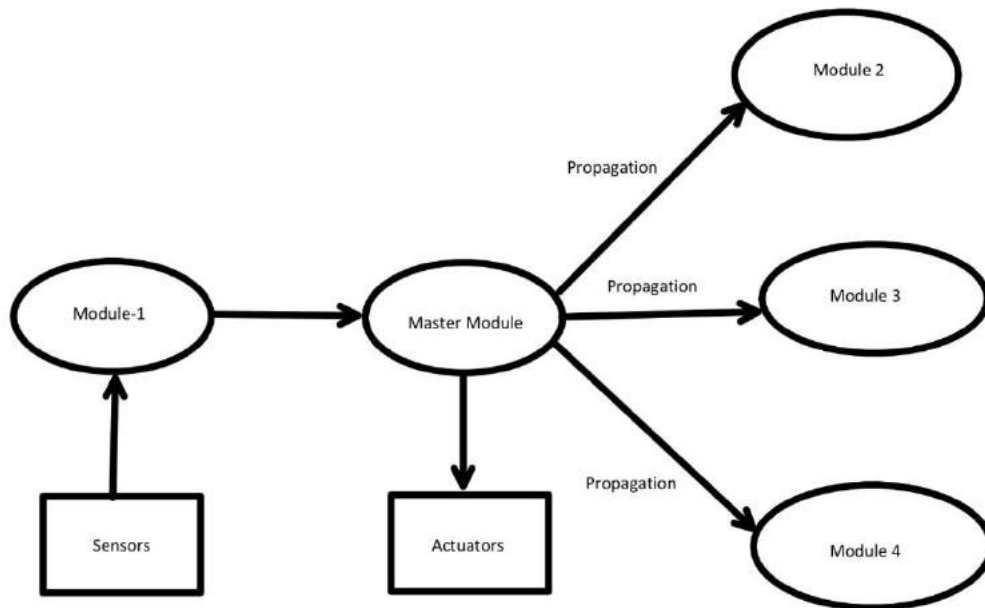 Module 2
Propagation
Propagation
Module 3
Module-1
Master Module
Propagation
Sensors
Actuators
Module 4